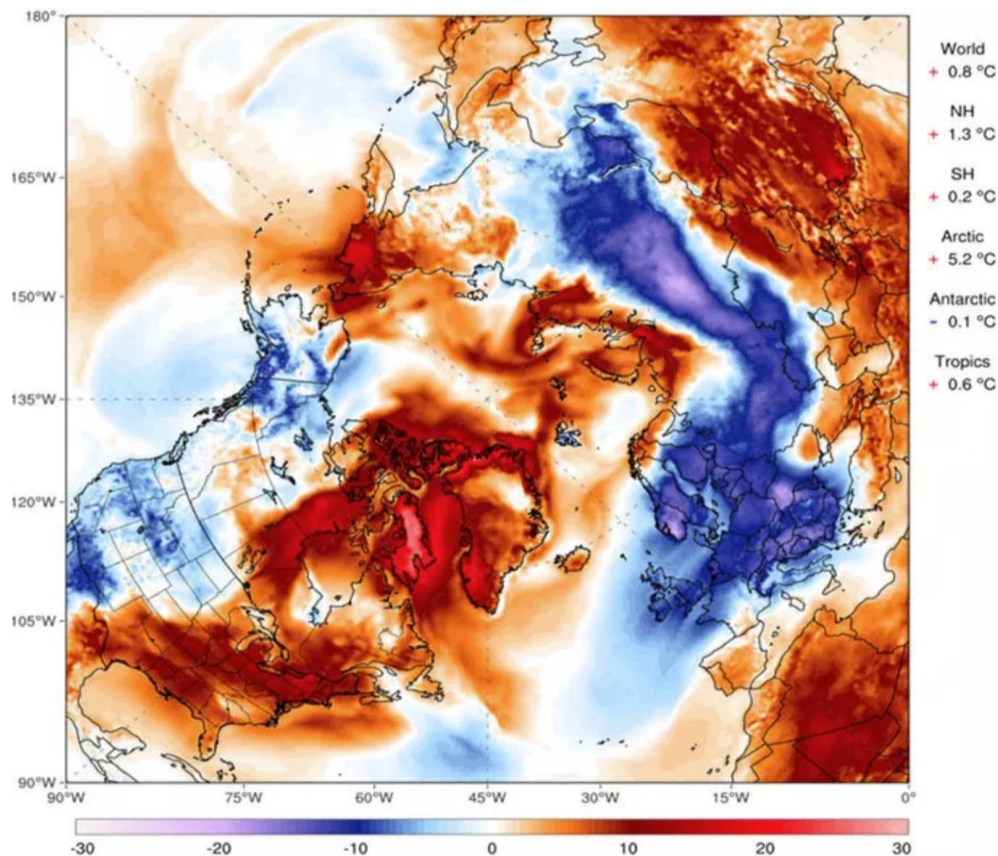 180°
World
+ 0.8 °C
NH
+ 1.3 °C
165°W
SH
+ 0.2 °C
Arctic
+ 5.2 °C
150°W
Antarctic
- 0.1 °C
Tropics
+ 0.6 °C
135°W
120°W
105°W
90°W
90°W 75°W 60°W 45°W 30°W 15°W 0°
-30 -20 -10 0 10 20 30